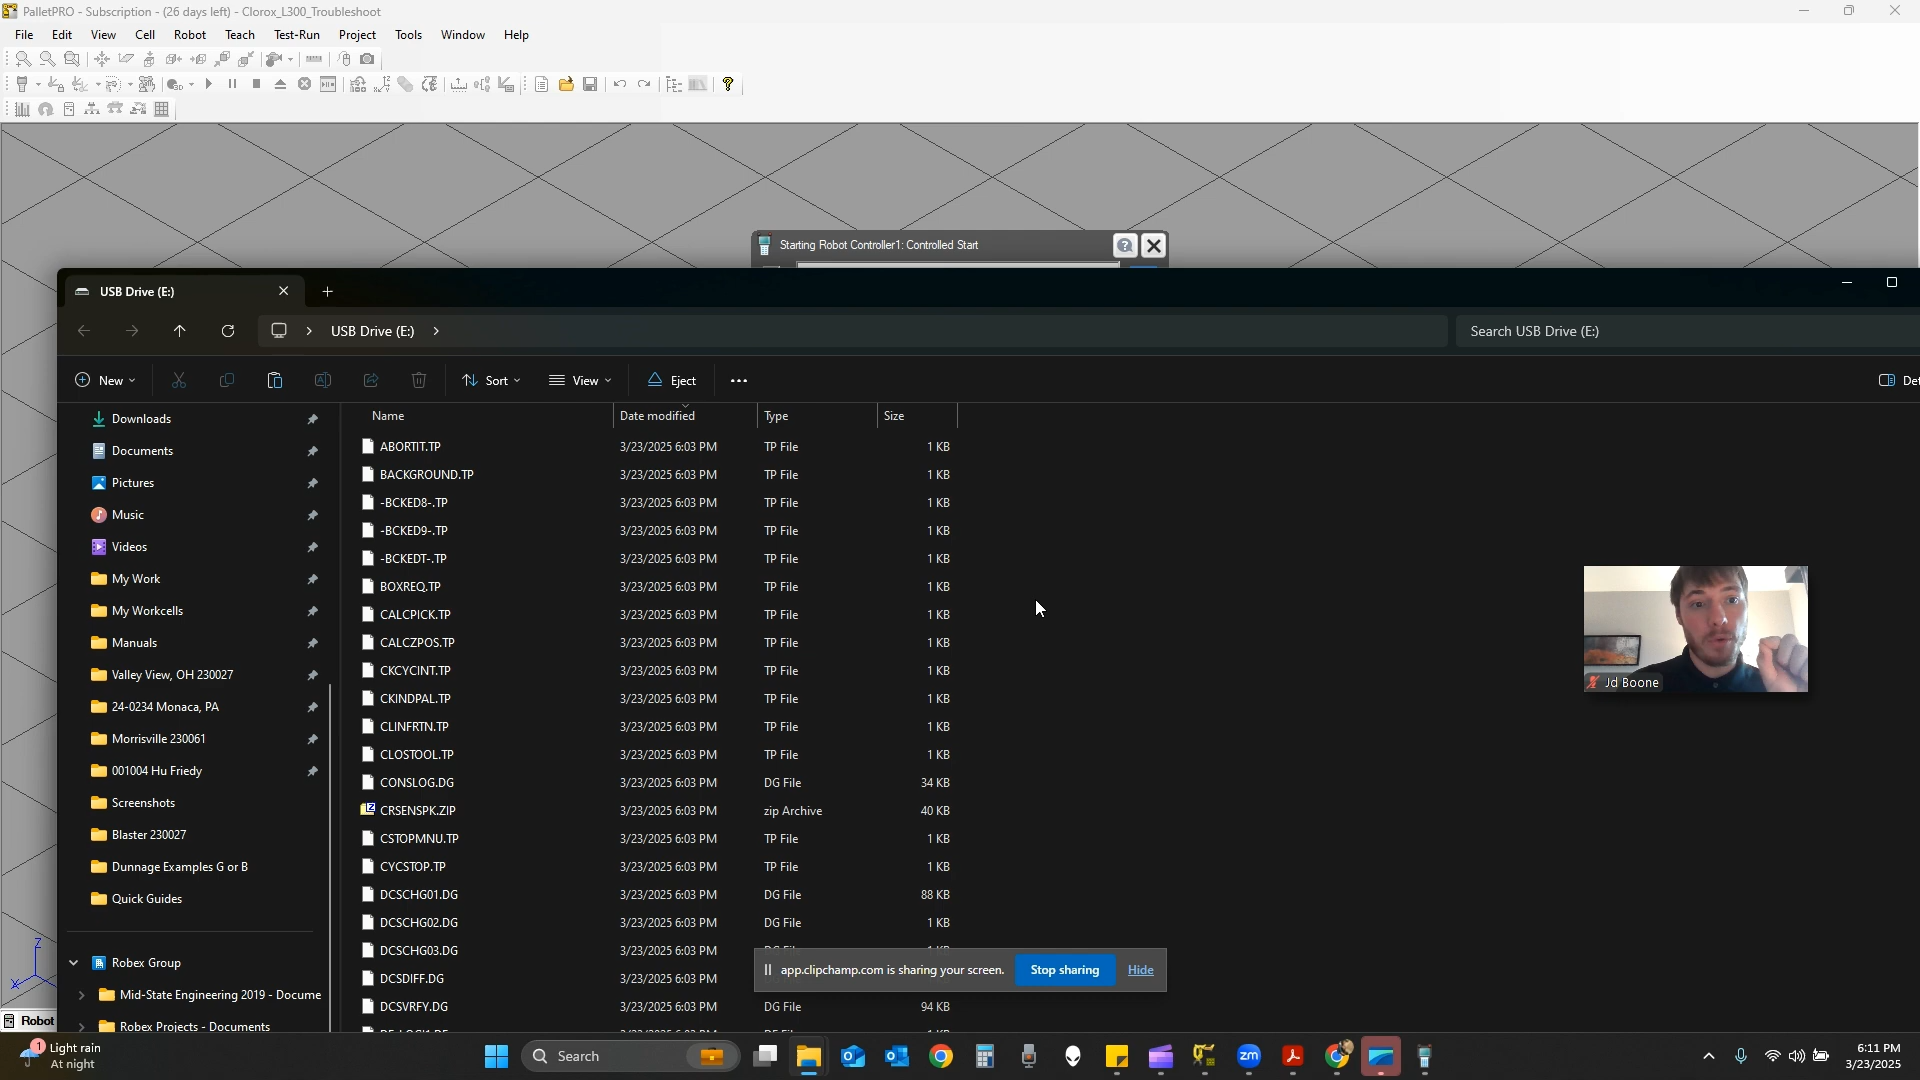 PalletPRO - Subscription - (26 days left) - Clorox_L300_Troubleshoot
File Edit View Cell Robot Teach Test-Run Project Tools Window Help
Starting Robot Controller1: Controlled Start
USB Drive (E:)
USB Drive (E:)
Search USB Drive (E:)
New
Sort
View
Eject
Det
Downloads
Documents
Pictures
Music
Videos
My Work
My Workcells
Manuals
Valley View, OH 230027
24-0234 Monaca, PA
Morrisville 230061
001004 Hu Friedy
Screenshots
Blaster 230027
Dunnage Examples G or B
Quick Guides
Robex Group
Mid-State Engineering 2019 - Docume
Robex Projects - Documents
Name Date modified Type Size
ABORTIT.TP 3/23/2025 6:03 PM TP File 1 KB
BACKGROUND.TP 3/23/2025 6:03 PM TP File 1 KB
-BCKED8-.TP 3/23/2025 6:03 PM TP File 1 KB
-BCKED9-.TP 3/23/2025 6:03 PM TP File 1 KB
-BCKEDT-.TP 3/23/2025 6:03 PM TP File 1 KB
BOXREQ.TP 3/23/2025 6:03 PM TP File 1 KB
CALCPICK.TP 3/23/2025 6:03 PM TP File 1 KB
CALCZPOS.TP 3/23/2025 6:03 PM TP File 1 KB
CKCYCINT.TP 3/23/2025 6:03 PM TP File 1 KB
CKINDPAL.TP 3/23/2025 6:03 PM TP File 1 KB
CLINFRTN.TP 3/23/2025 6:03 PM TP File 1 KB
CLOSTOOL.TP 3/23/2025 6:03 PM TP File 1 KB
CONSLOG.DG 3/23/2025 6:03 PM DG File 34 KB
CRSENSPK.ZIP 3/23/2025 6:03 PM zip Archive 40 KB
CSTOPMNU.TP 3/23/2025 6:03 PM TP File 1 KB
CYCSTOP.TP 3/23/2025 6:03 PM TP File 1 KB
DCSCHG01.DG 3/23/2025 6:03 PM DG File 88 KB
DCSCHG02.DG 3/23/2025 6:03 PM DG File 1 KB
DCSCHG03.DG 3/23/2025 6:03 PM
DCSDIFF.DG 3/23/2025 6:03 PM
DCSVRFY.DG 3/23/2025 6:03 PM DG File 94 KB
app.clipchamp.com is sharing your screen. Stop sharing Hide
Jd Boone
Robot
1 Light rain
At night
Search
zm
6:11 PM
3/23/2025